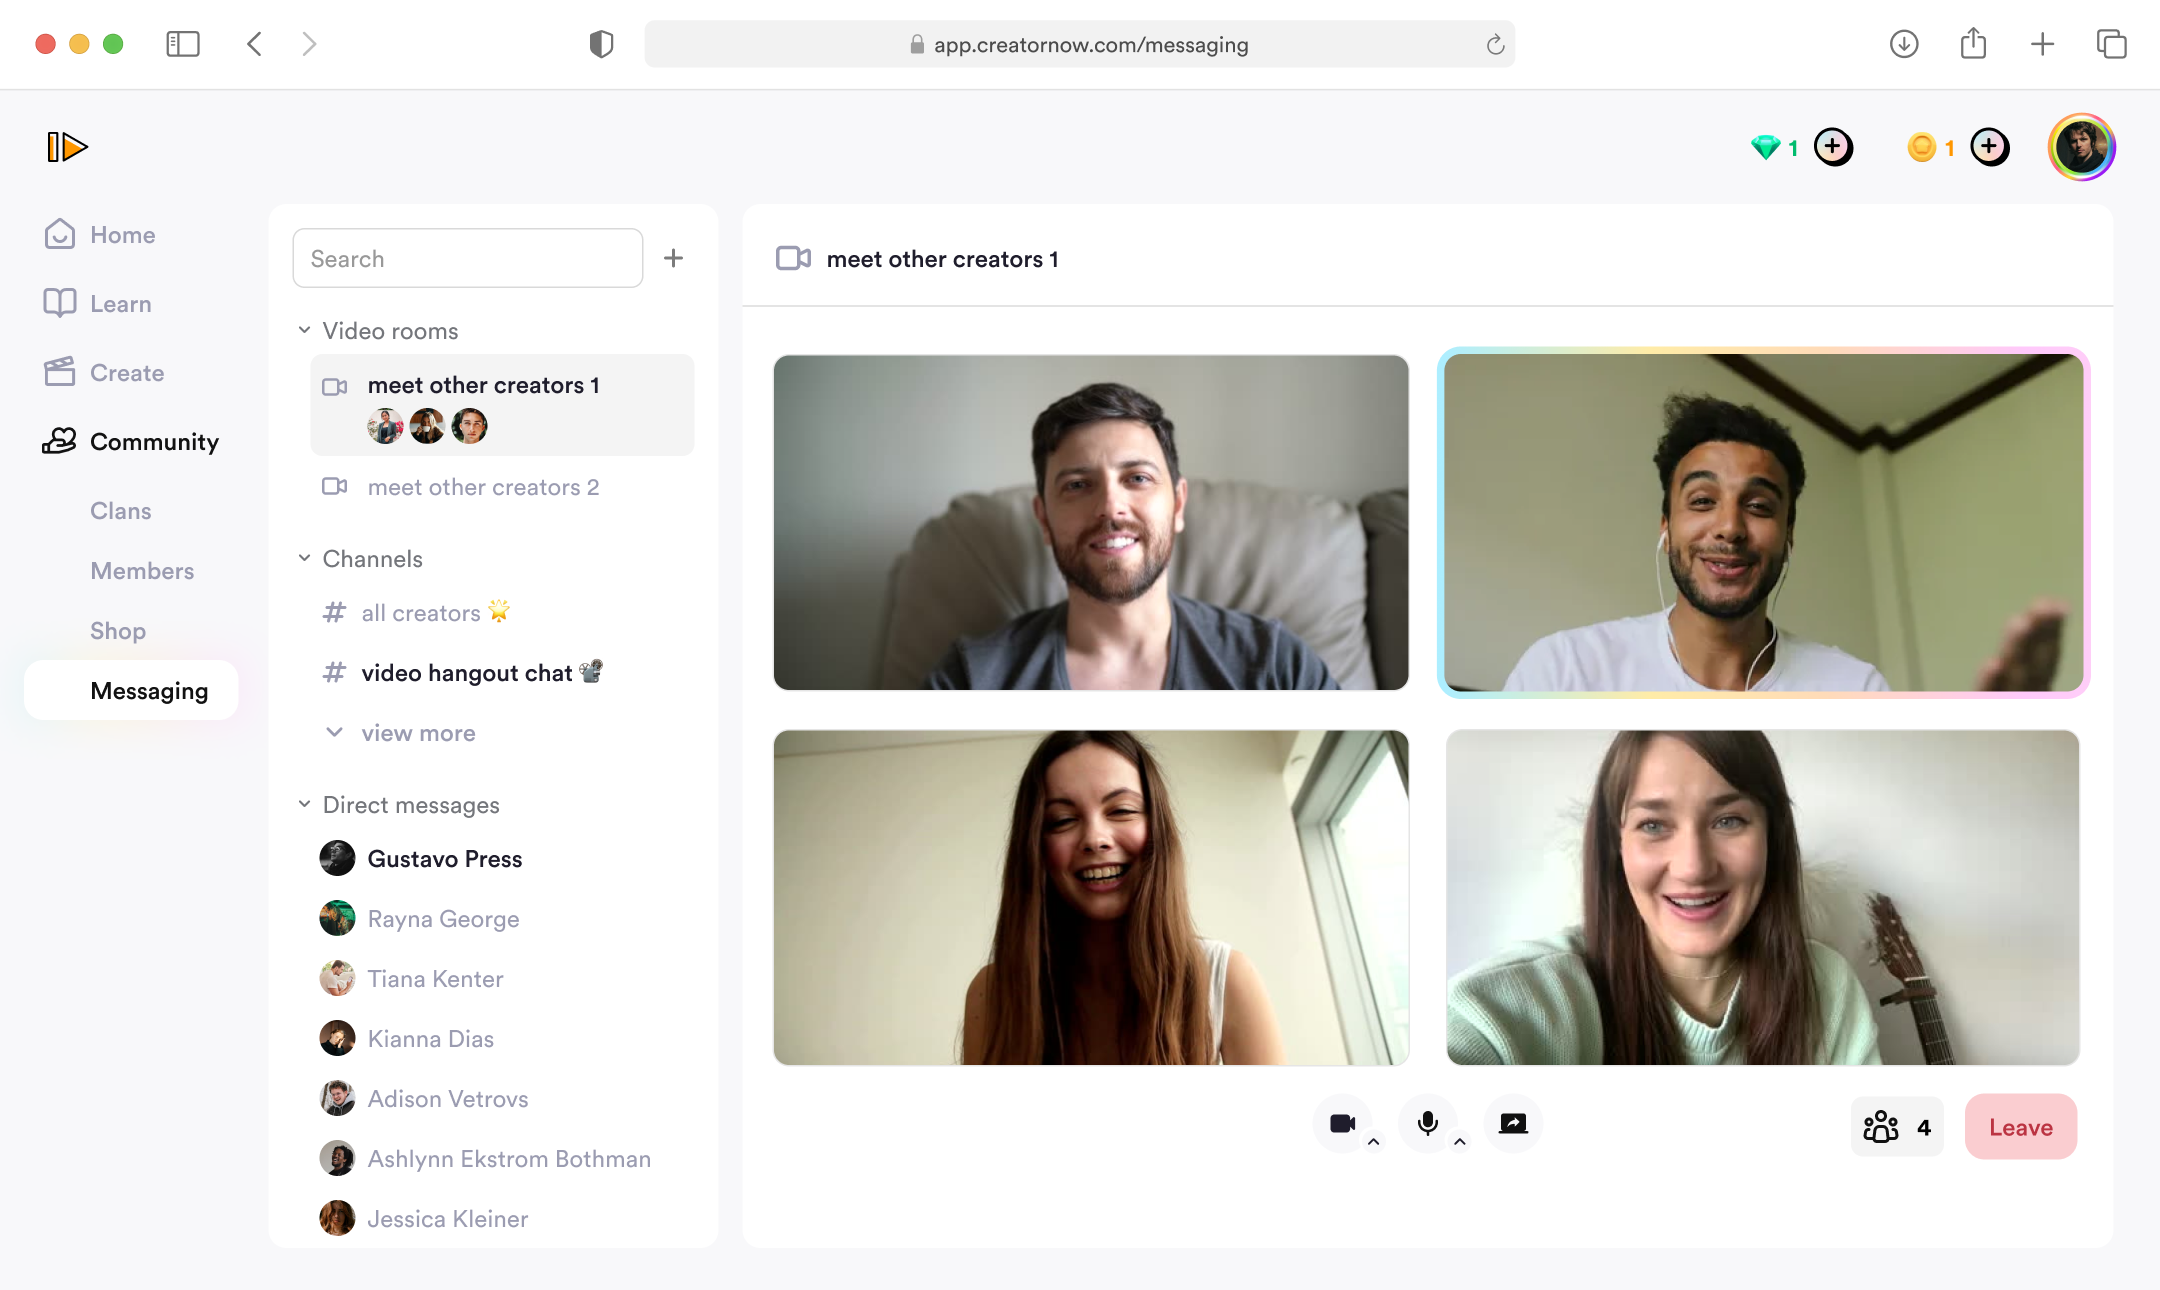 app.creatornow.com/messaging
1
1
Home
Learn
Create
Community
Clans
Members
Shop
Messaging
Search
Video rooms
meet other creators 1
meet other creators 2
Channels
# all creators 🌟
# video hangout chat 📽️
view more
Direct messages
Gustavo Press
Rayna George
Tiana Kenter
Kianna Dias
Adison Vetrovs
Ashlynn Ekstrom Bothman
Jessica Kleiner
meet other creators 1
4
Leave